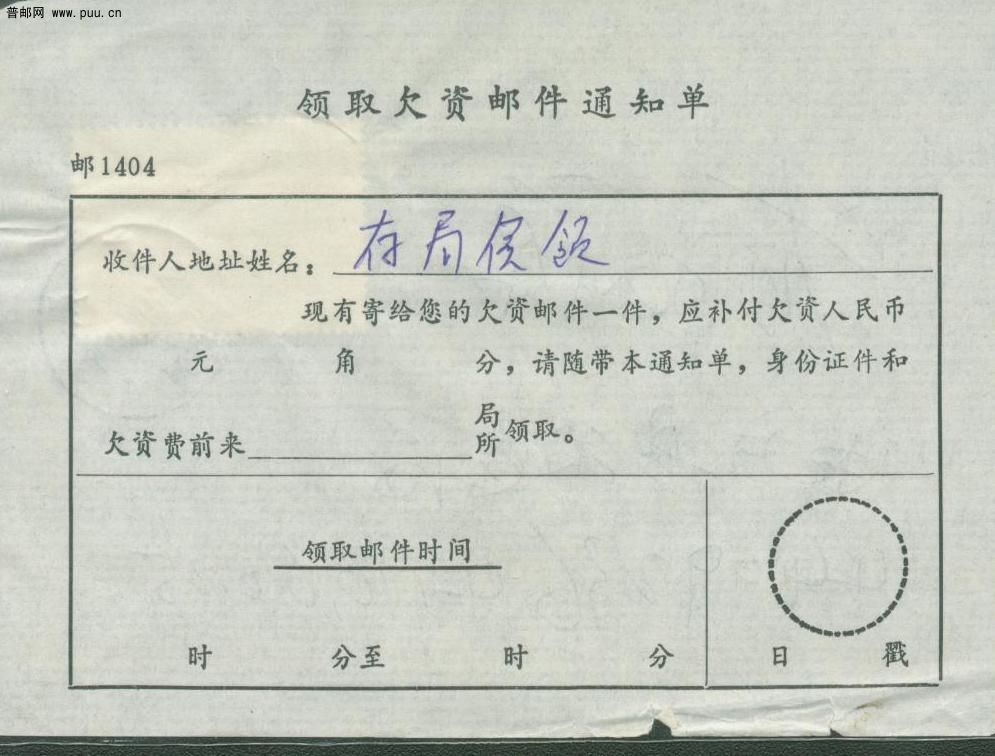 普邮网 www.puu.cn
领取欠资邮件通知单
邮1404
收件人地址姓名：存局侯领
现有寄给您的欠资邮件一件，应补付欠资人民币
元 角 分，请随带本通知单，身份证件和
欠资费前来 局所领取。
领取邮件时间
时 分至 时 分
日 戳